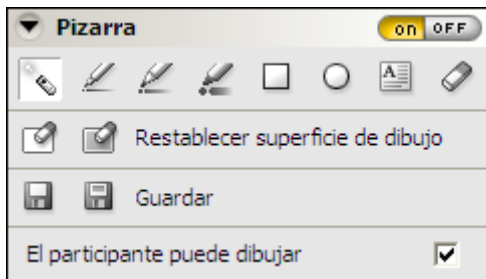 Pizarra on OFF
Restablecer superficie de dibujo
Guardar
El participante puede dibujar